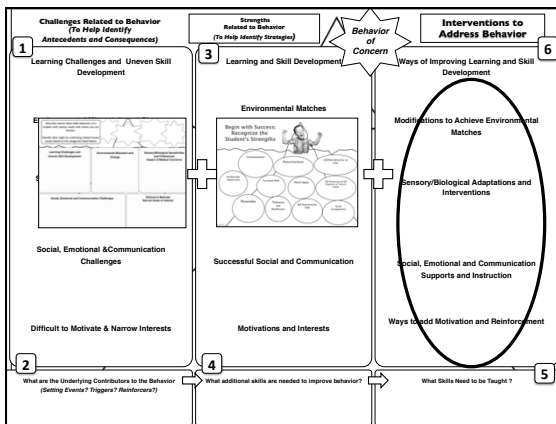 Challenges Related to Behavior
(To Help Identify
Antecedents and Consequences)
Strengths
Related to Behavior
(To Help Identify Strategies)
Behavior
of
Concern
Interventions to
Address Behavior
1
Learning Challenges and Uneven Skill
Development
Social, Emotional &Communication
Challenges
Difficult to Motivate & Narrow Interests
3
Learning and Skill Development
Environmental Matches
Begin with Success:
Recognize the
Student's Strengths
Personality
Successful Social and Communication
Motivations and Interests
6
Ways of Improving Learning and Skill
Development
Modifications to Achieve Environmental
Matches
Sensory/Biological Adaptations and
Interventions
Social, Emotional and Communication
Supports and Instruction
Ways to add Motivation and Reinforcement
2
What are the Underlying Contributors to the Behavior
(Setting Events? Triggers? Reinforcers?)
4
What additional skills are needed to improve behavior?
5
What Skills Need to be Taught ?